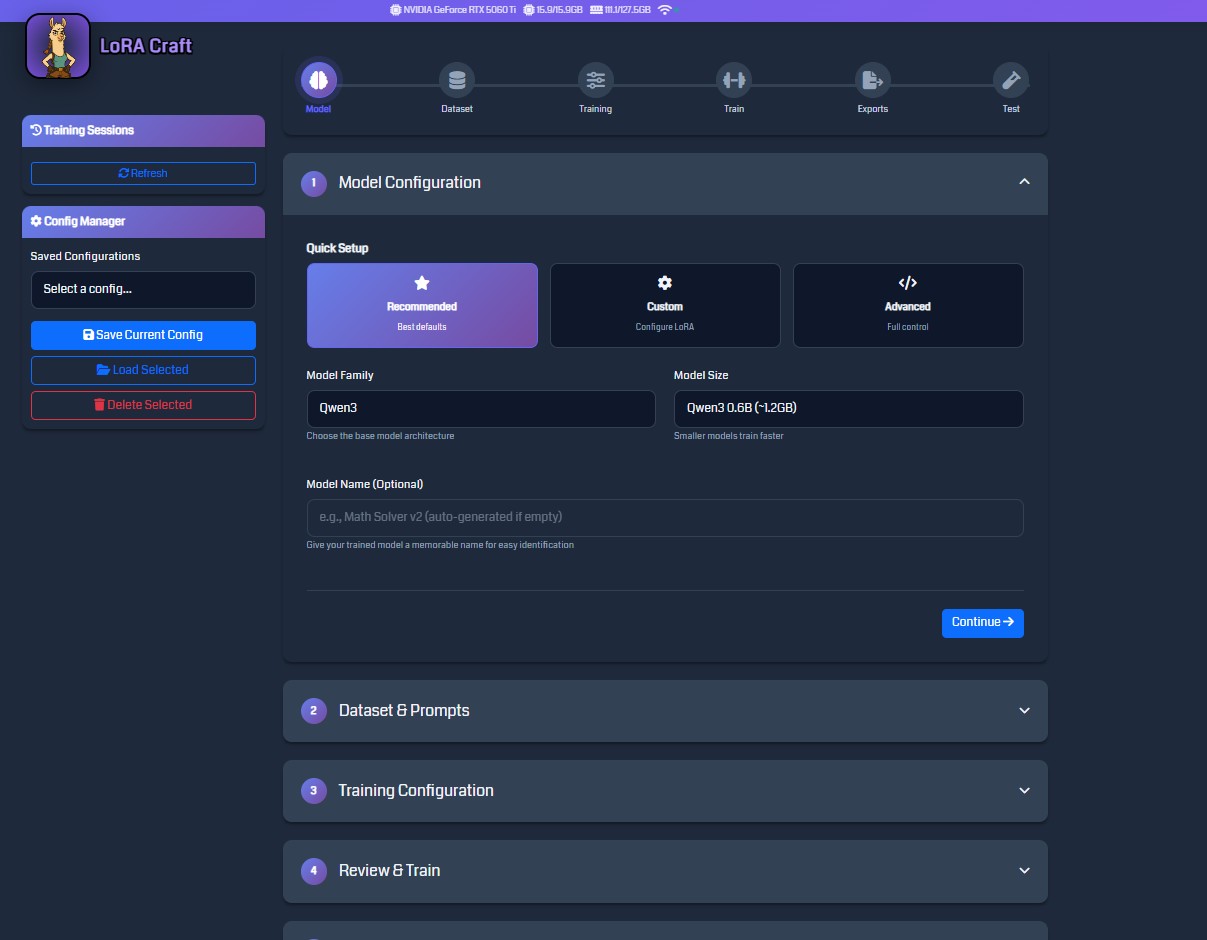 NVIDIA GeForce RTX 5060 Ti 15.9/15.9GB 111.1/127.5GB
LoRA Craft
Model
Dataset
Training
Train
Exports
Test
Training Sessions
Refresh
Config Manager
Saved Configurations
Select a config...
Save Current Config
Load Selected
Delete Selected
1 Model Configuration
Quick Setup
Recommended
Best defaults
Custom
Configure LoRA
Advanced
Full control
Model Family
Qwen3
Choose the base model architecture
Model Size
Qwen3 0.6B (~1.2GB)
Smaller models train faster
Model Name (Optional)
e.g., Math Solver v2 (auto-generated if empty)
Give your trained model a memorable name for easy identification
Continue
2 Dataset & Prompts
3 Training Configuration
4 Review & Train